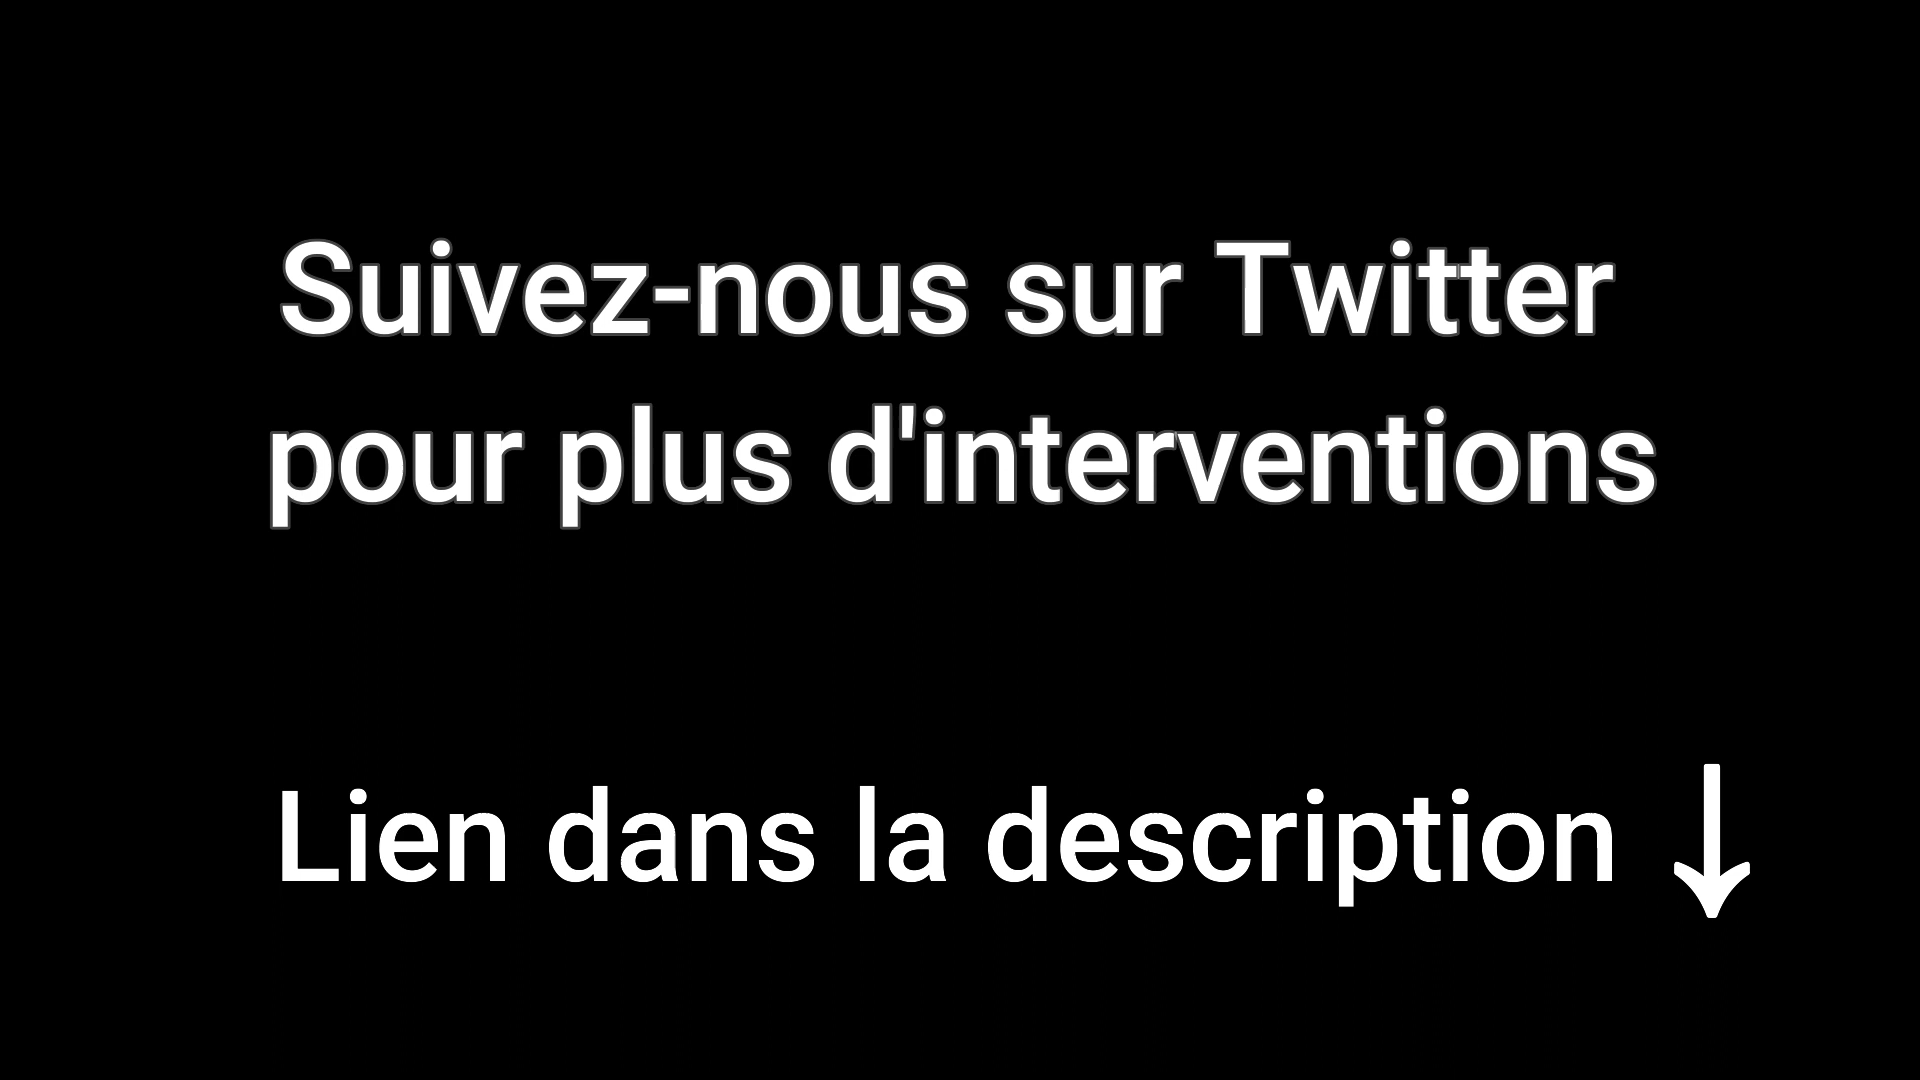 Suivez-nous sur Twitter
pour plus d'interventions
Lien dans la description ↓